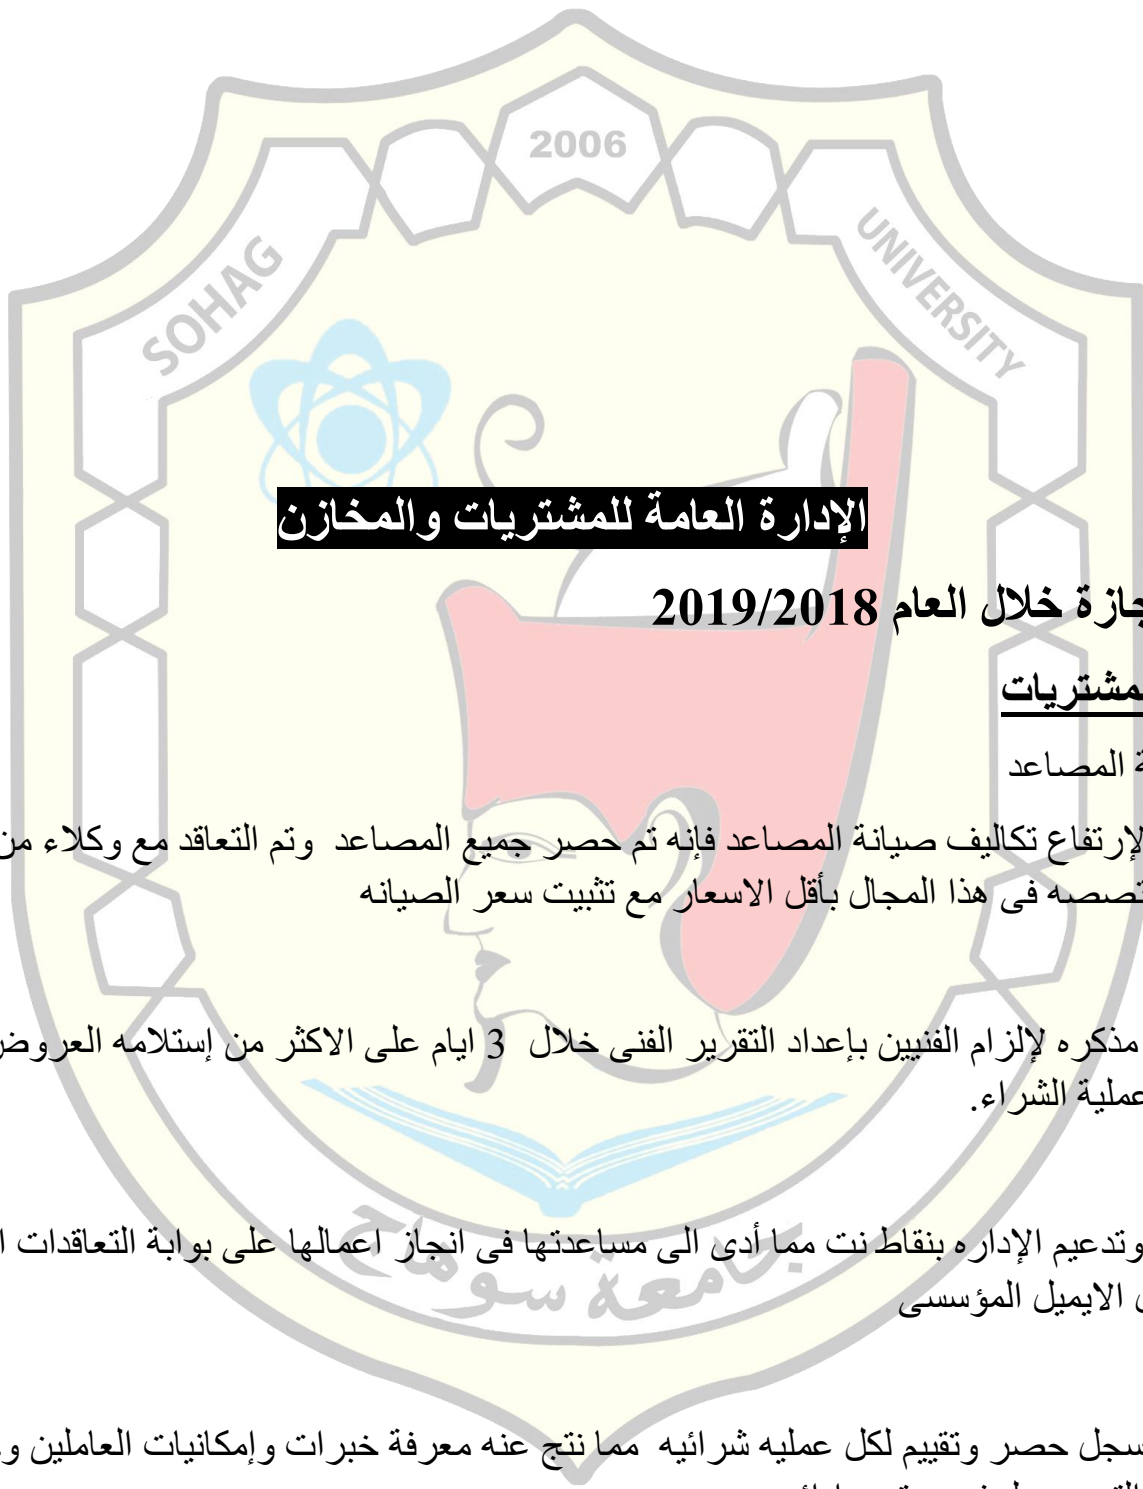 2006
SOHAG
UNIVERSITY
الإدارة العامة للمشتريات والمخازن
خلال العام 2019/2018
المصاعد
لإرتفاع تكاليف صيانة المصاعد فإنه تم حصر جميع المصاعد وتم التعاقد مع وكلاء من
فى هذا المجال بأقل الاسعار مع تثبيت سعر الصيانه
مذكره لإلزام الفنيين بإعداد التقرير الفنى خلال 3 ايام على الاكثر من إستلامه العروض
عملية الشراء.
وتدعيم الإداره بنقاط نت مما أدى الى مساعدتها فى انجاز اعمالها على بوابة التعاقدات
الايميل المؤسسى
جامعة سوهاج
سجل حصر وتقييم لكل عمليه شرائيه مما نتج عنه معرفة خبرات وإمكانيات العاملين